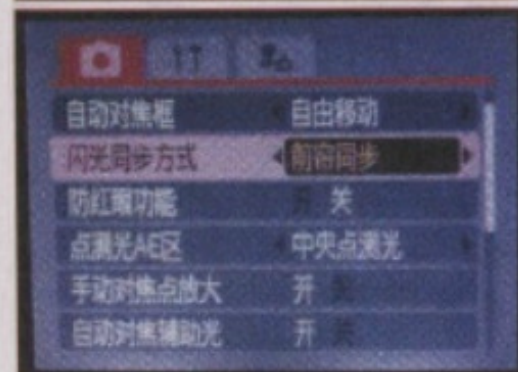 自动对焦框 自由移动
闪光同步方式 前帘同步
防红眼功能 开 关
点测光AE区 中央点测光
手动对焦点放大 开 关
自动对焦辅助光 开 关